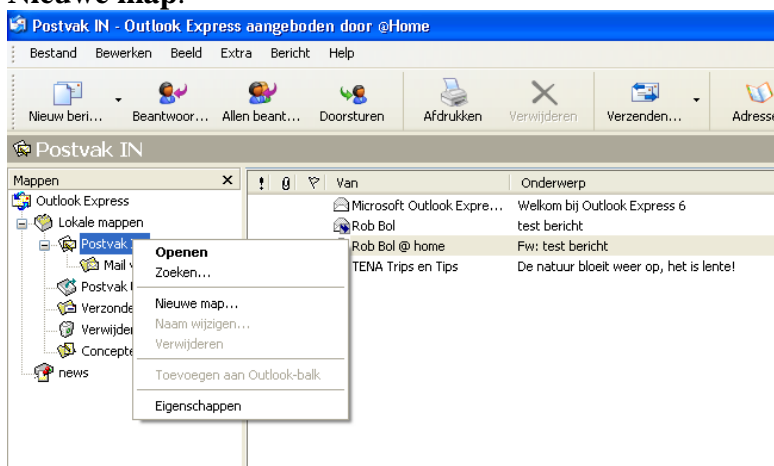 Nieuwe map.
Postvak IN - Outlook Express aangeboden door @Home
Bestand Bewerken Beeld Extra Bericht Help
Nieuw beri... Beantwoor... Allen beant... Doorsturen Afdrukken Verwijderen Verzenden... Adresse
Postvak IN
Mappen
Outlook Express
Lokale mappen
Postvak
Mail
Postvak
Verzonde
Verwijder
Concepte
news
Openen
Zoeken...
Nieuwe map...
Naam wijzigen...
Verwijderen
Toevoegen aan Outlook-balk
Eigenschappen
! Van Onderwerp
Microsoft Outlook Expre... Welkom bij Outlook Express 6
Rob Bol test bericht
Rob Bol @ home Fw: test bericht
TENA Trips en Tips De natuur bloeit weer op, het is lente!